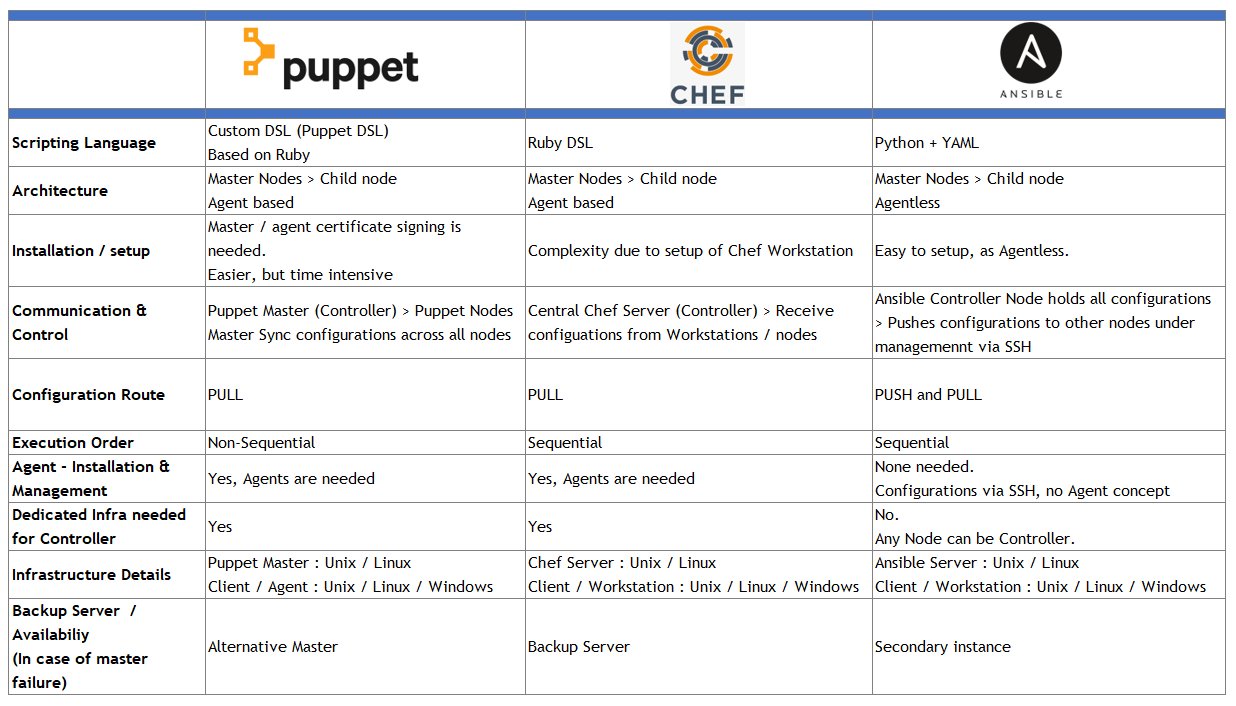 puppet
CHEF
ANSIBLE
Scripting Language
Custom DSL (Puppet DSL)
Based on Ruby
Ruby DSL
Python + YAML
Architecture
Master Nodes > Child node
Agent based
Master Nodes > Child node
Agent based
Master Nodes > Child node
Agentless
Installation / setup
Master / agent certificate signing is
needed.
Easier, but time intensive
Complexity due to setup of Chef Workstation
Easy to setup, as Agentless.
Communication &
Control
Puppet Master (Controller) > Puppet Nodes
Master Sync configurations across all nodes
Central Chef Server (Controller) > Receive
configuations from Workstations / nodes
Ansible Controller Node holds all configurations
> Pushes configurations to other nodes under
managemennt via SSH
Configuration Route
PULL
PULL
PUSH and PULL
Execution Order
Non-Sequential
Sequential
Sequential
Agent - Installation &
Management
Yes, Agents are needed
Yes, Agents are needed
None needed.
Configurations via SSH, no Agent concept
Dedicated Infra needed
for Controller
Yes
Yes
No.
Any Node can be Controller.
Infrastructure Details
Puppet Master : Unix / Linux
Client / Agent : Unix / Linux / Windows
Chef Server : Unix / Linux
Client / Workstation : Unix / Linux / Windows
Ansible Server : Unix / Linux
Client / Workstation : Unix / Linux / Windows
Backup Server /
Availabiliy
(In case of master
failure)
Alternative Master
Backup Server
Secondary instance